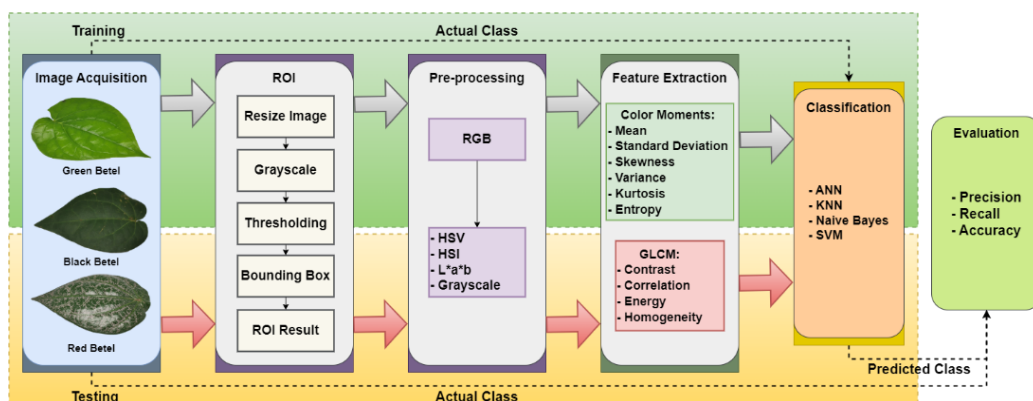 Training
Actual Class
Image Acquisition
Green Betel
Black Betel
Red Betel
ROI
Resize Image
Grayscale
Thresholding
Bounding Box
ROI Result
Pre-processing
RGB
- HSV
- HSI
- L*a*b
- Grayscale
Feature Extraction
Color Moments:
- Mean
- Standard Deviation
- Skewness
- Variance
- Kurtosis
- Entropy
GLCM:
- Contrast
- Correlation
- Energy
- Homogeneity
Classification
- ANN
- KNN
- Naive Bayes
- SVM
Evaluation
- Precision
- Recall
- Accuracy
Predicted Class
Testing
Actual Class